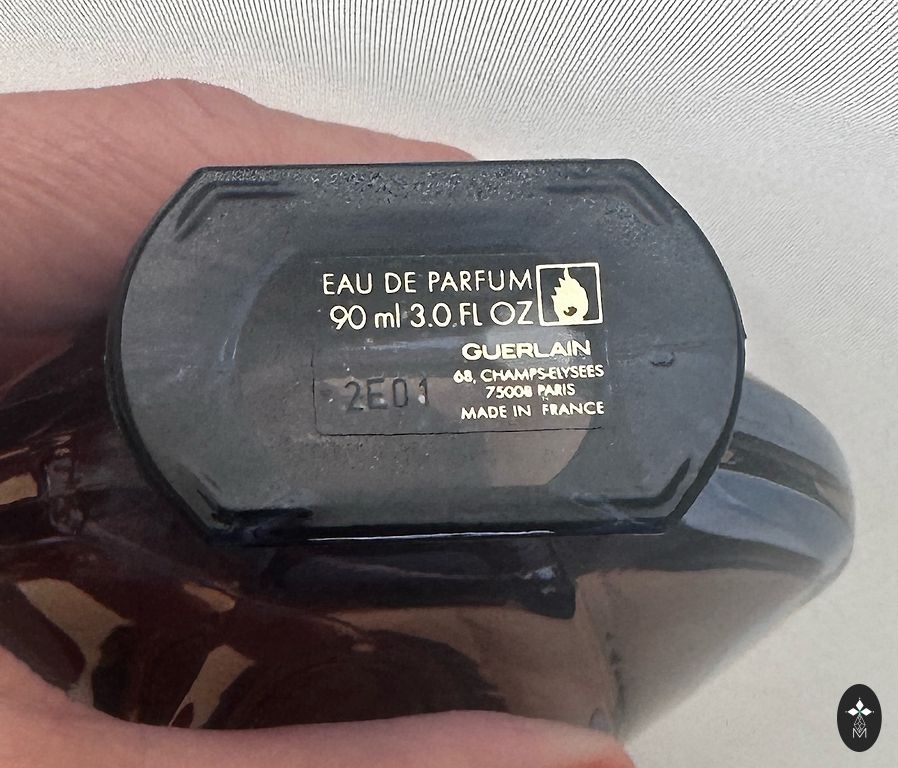 EAU DE PARFUM
90 ml 3.0 FL OZ
GUERLAIN
68, CHAMPS-ELYSEES
75008 PARIS
2E01
MADE IN FRANCE
M